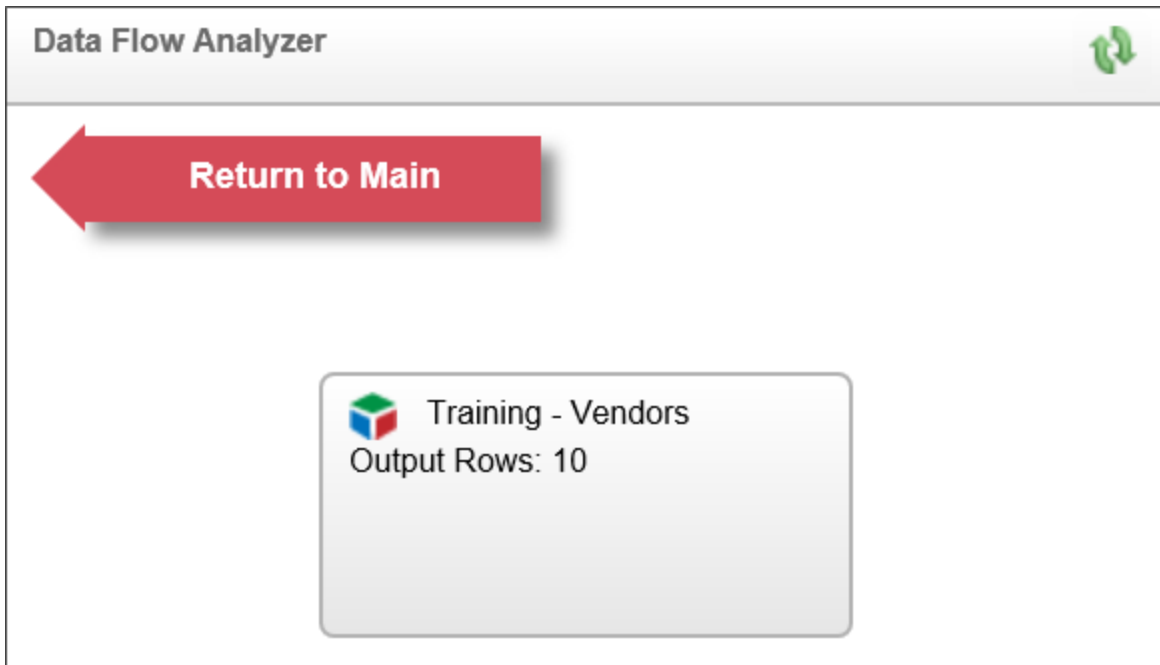 Data Flow Analyzer
Return to Main
Training - Vendors
Output Rows: 10